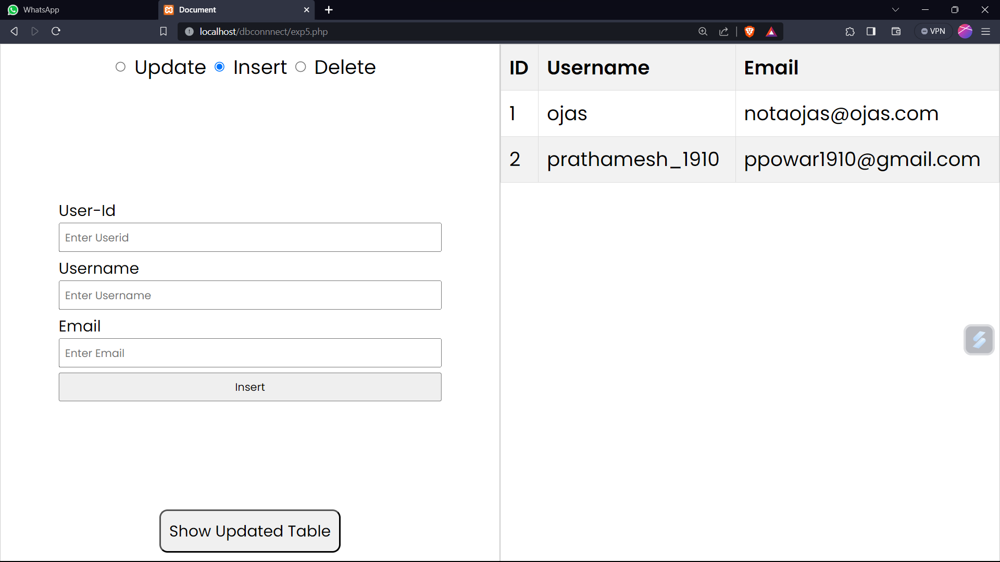 WhatsApp
Document
localhost/dbconnnect/exp5.php
VPN
Update Insert Delete
User-Id
Enter Userid
Username
Enter Username
Email
Enter Email
Insert
Show Updated Table
ID Username Email
1 ojas notaojas@ojas.com
2 prathamesh_1910 ppowar1910@gmail.com